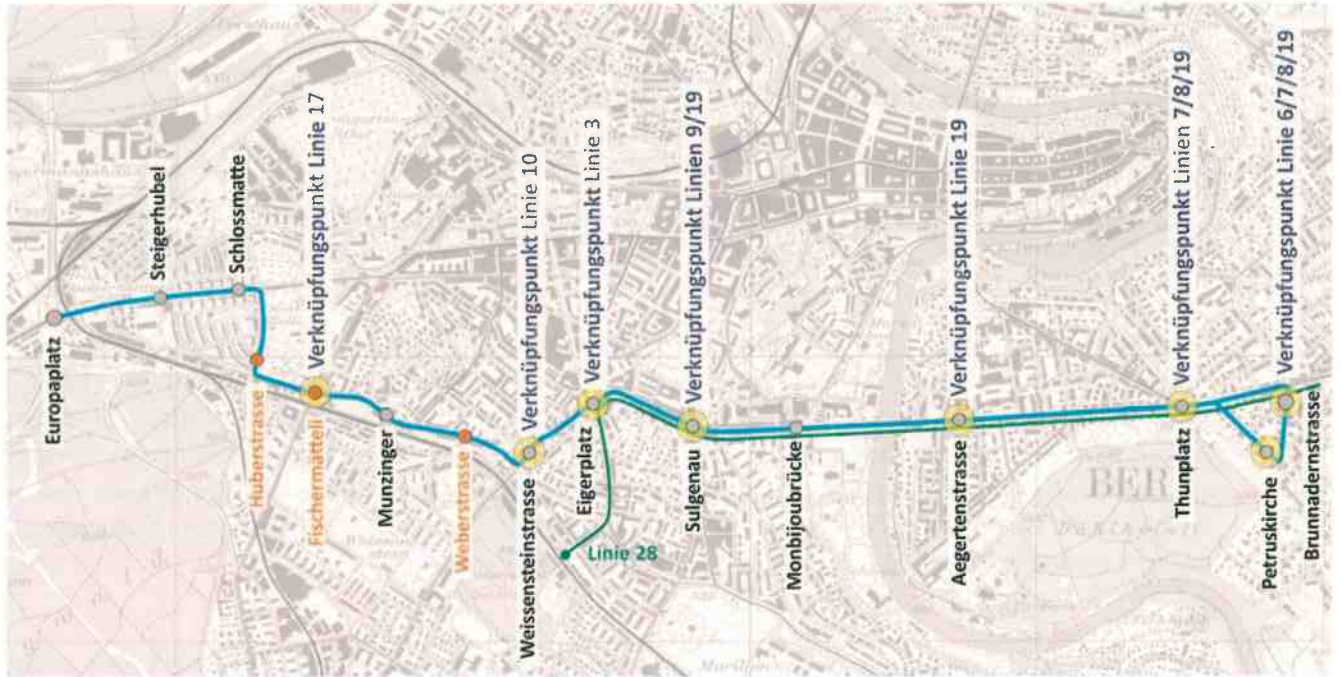 Europaplatz
Steigerhubel
Schlossmatte
Huberstrasse
Fischermätteli
Verknüpfungspunkt Linie 17
Munzinger
Weberstrasse
Weissensteinstrasse
Verknüpfungspunkt Linie 10
Eigerplatz
Verknüpfungspunkt Linie 3
Linie 28
Sulgenau
Verknüpfungspunkt Linien 9/19
Monbijoubrücke
Aegertenstrasse
Verknüpfungspunkt Linie 19
Thunplatz
Verknüpfungspunkt Linien 7/8/19
BER
Petruskirche
Brunnadernstrasse
Verknüpfungspunkt Linie 6/7/8/19